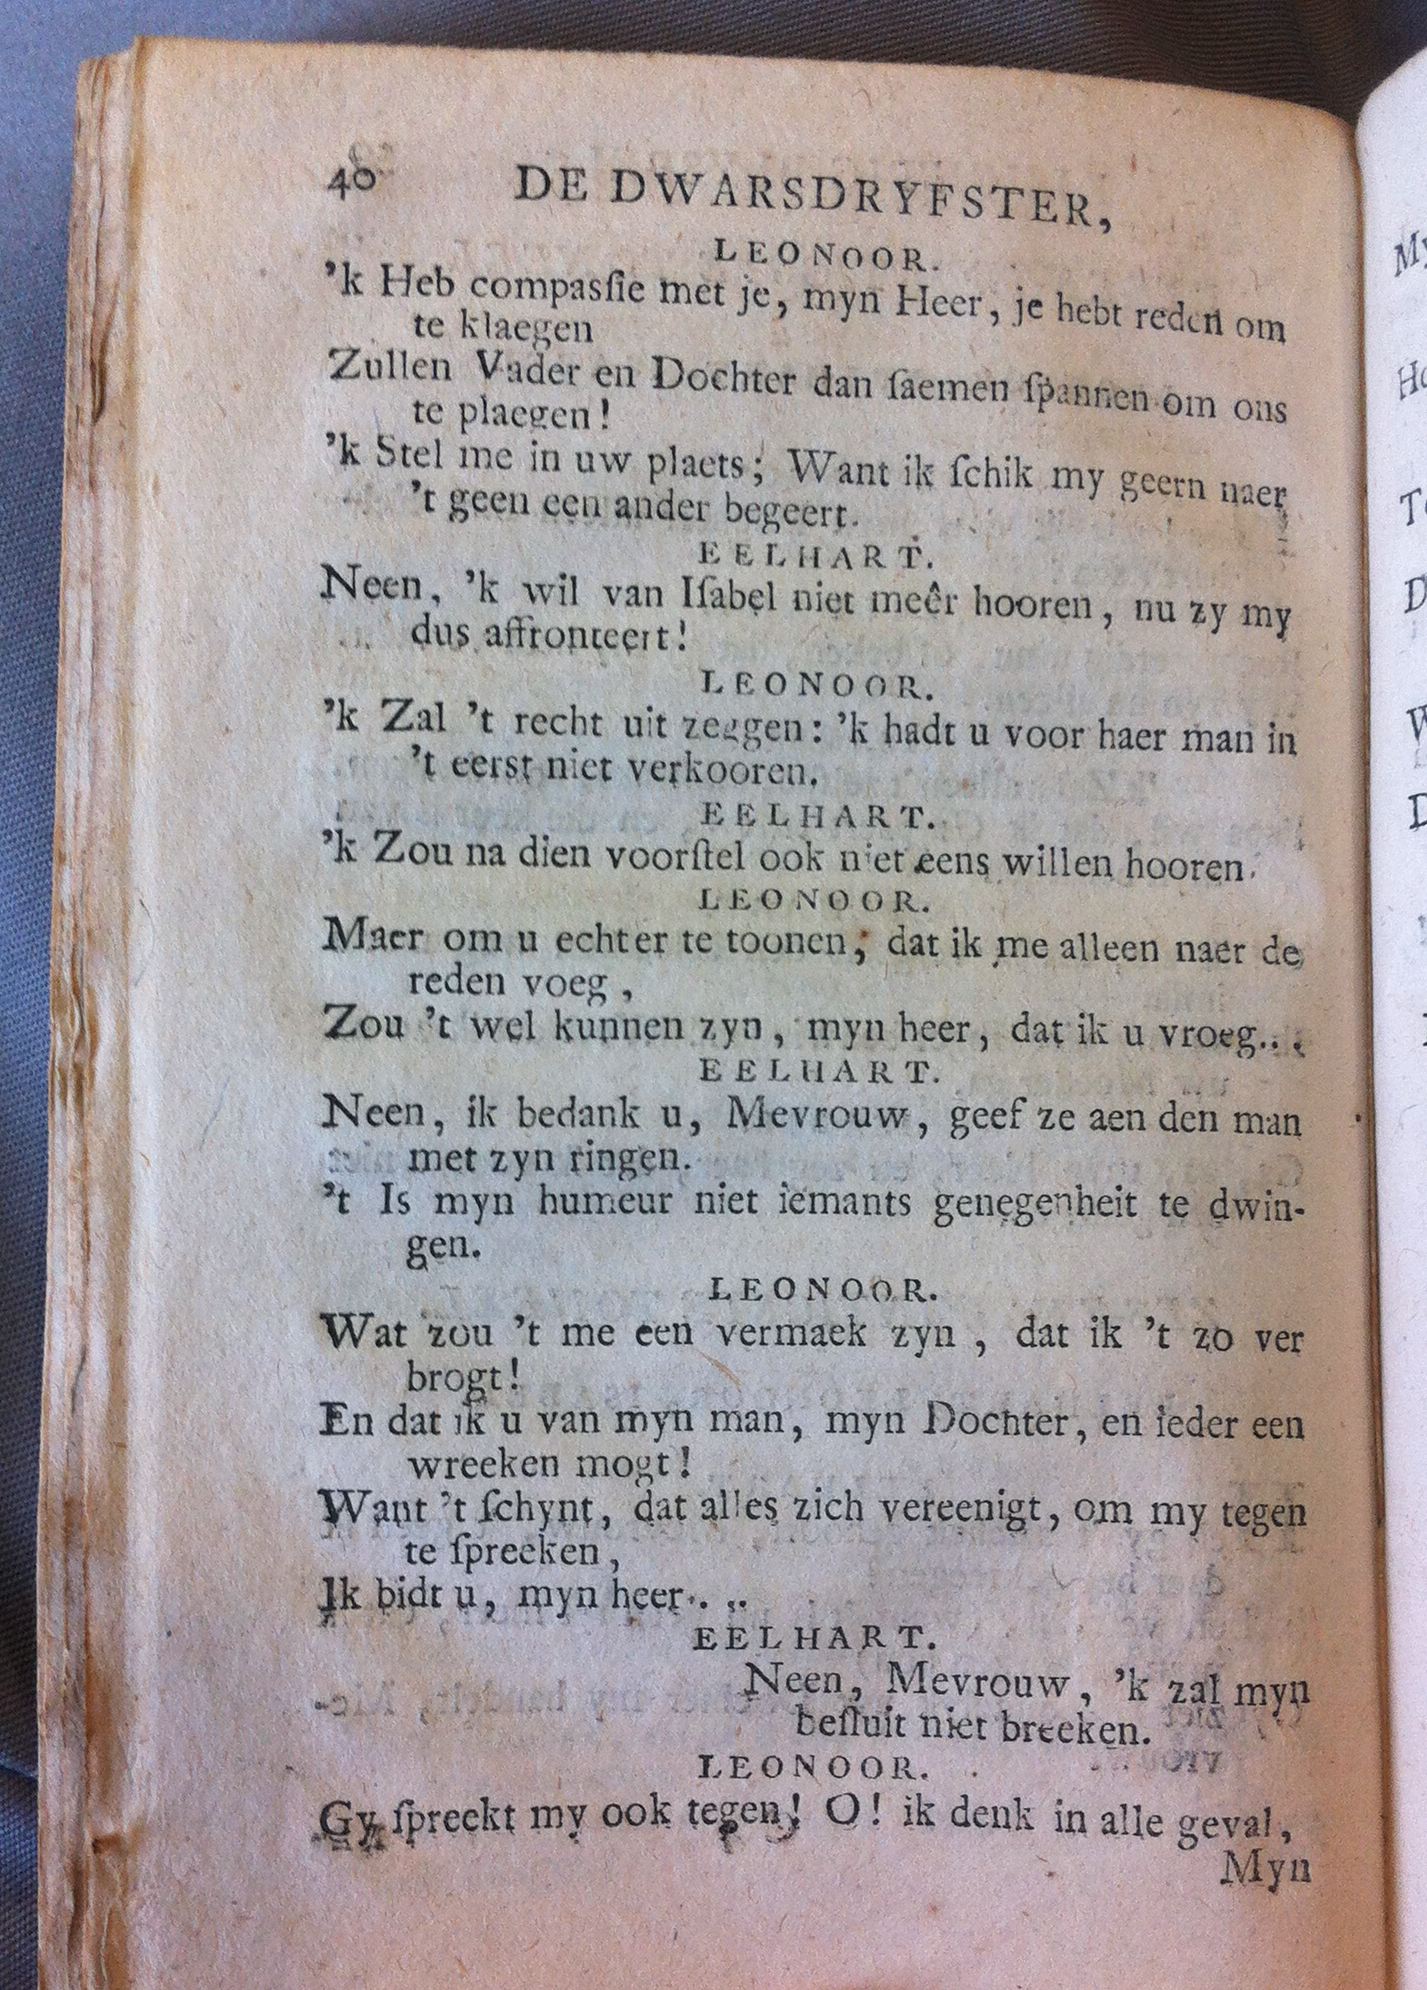 40 DE DWARSDRYFSTER,
LEONOOR.
'k Heb compasſie met je, myn Heer, je hebt reden om
te klaegen
Zullen Vader en Dochter dan ſaemen ſpannen om ons
te plaegen!
'k Stel me in uw plaets; Want ik ſchik my geern naer
't geen een ander begeert.
EELHART.
Neen, 'k wil van Iſabel niet meêr hooren, nu zy my
dus affronteert!
LEONOOR.
'k Zal 't recht uit zeggen: 'k hadt u voor haer man in
't eerst niet verkooren.
EELHART.
'k Zou na dien voorſtel ook niet eens willen hooren.
LEONOOR.
Maer om u echter te toonen, dat ik me alleen naer de
reden voeg,
Zou 't wel kunnen zyn, myn heer, dat ik u vroeg...
EELHART.
Neen, ik bedank u, Mevrouw, geef ze aen den man
met zyn ringen.
't Is myn humeur niet iemants genegenheit te dwin-
gen.
LEONOOR.
Wat zou 't me een vermaek zyn, dat ik 't zo ver
brogt!
En dat ik u van myn man, myn Dochter, en ieder een
wreeken mogt!
Want 't ſchynt, dat alles zich vereenigt, om my tegen
te ſpreeken,
Ik bidt u, myn heer...
EELHART.
Neen, Mevrouw, 'k zal myn
beſluit niet breeken.
LEONOOR.
Gy ſpreekt my ook tegen! O! ik denk in alle geval,
Myn